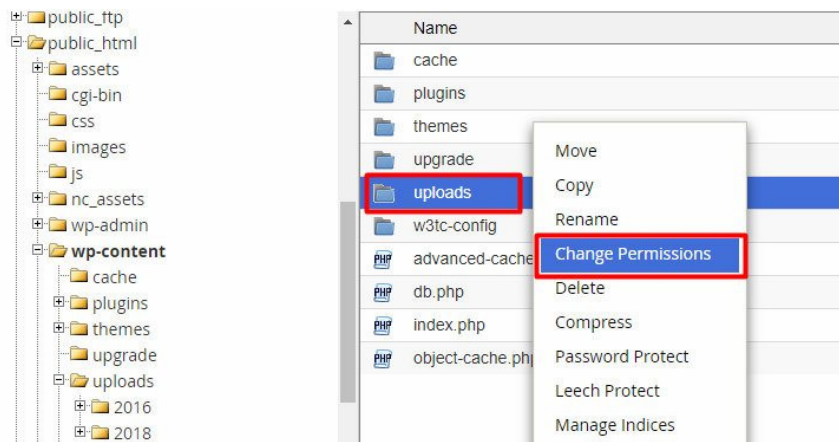 public_ftp
public_html
assets
cgi-bin
css
images
js
nc_assets
wp-admin
wp-content
cache
plugins
themes
upgrade
uploads
2016
2018
Name
cache
plugins
themes
upgrade
uploads
w3tc-config
advanced-cache
db.php
index.php
object-cache.php
Move
Copy
Rename
Change Permissions
Delete
Compress
Password Protect
Leech Protect
Manage Indices